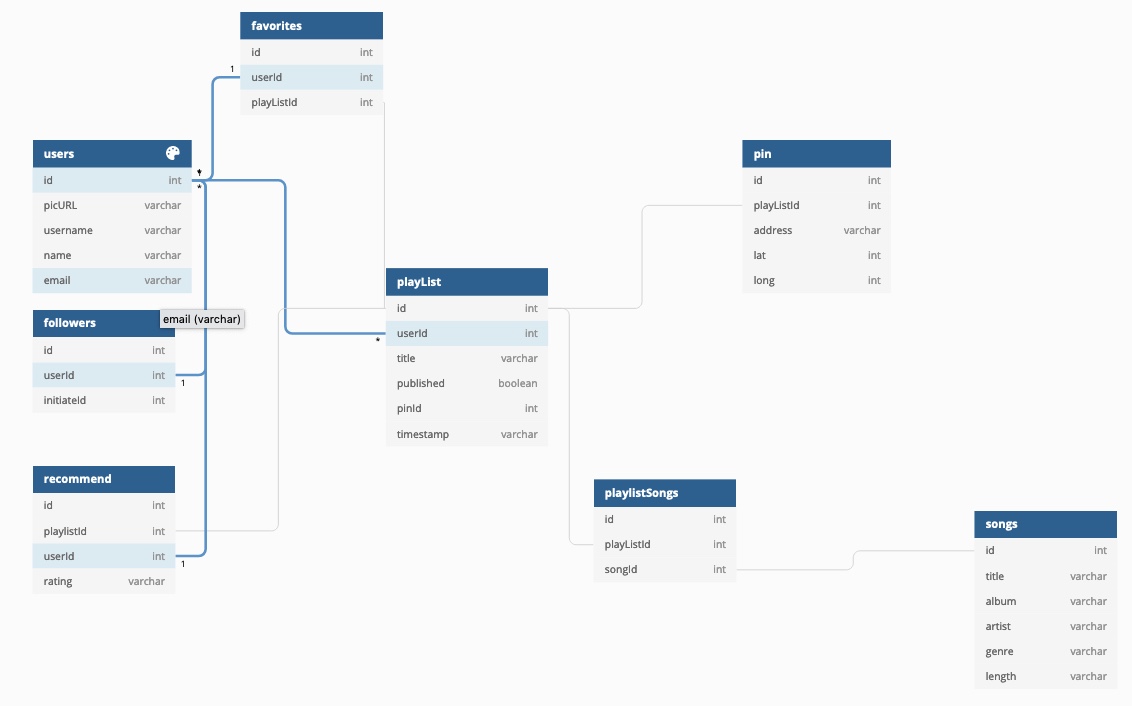 favorites
id int
userId int
playListId int
1
users
id int
picURL varchar
username varchar
name varchar
email varchar
*
*
email (varchar)
followers
id int
userId int
initiateId int
1
recommend
id int
playlistId int
userId int
rating varchar
1
playList
id int
userId int
title varchar
published boolean
pinId int
timestamp varchar
*
pin
id int
playListId int
address varchar
lat int
long int
playlistSongs
id int
playListId int
songId int
songs
id int
title varchar
album varchar
artist varchar
genre varchar
length varchar